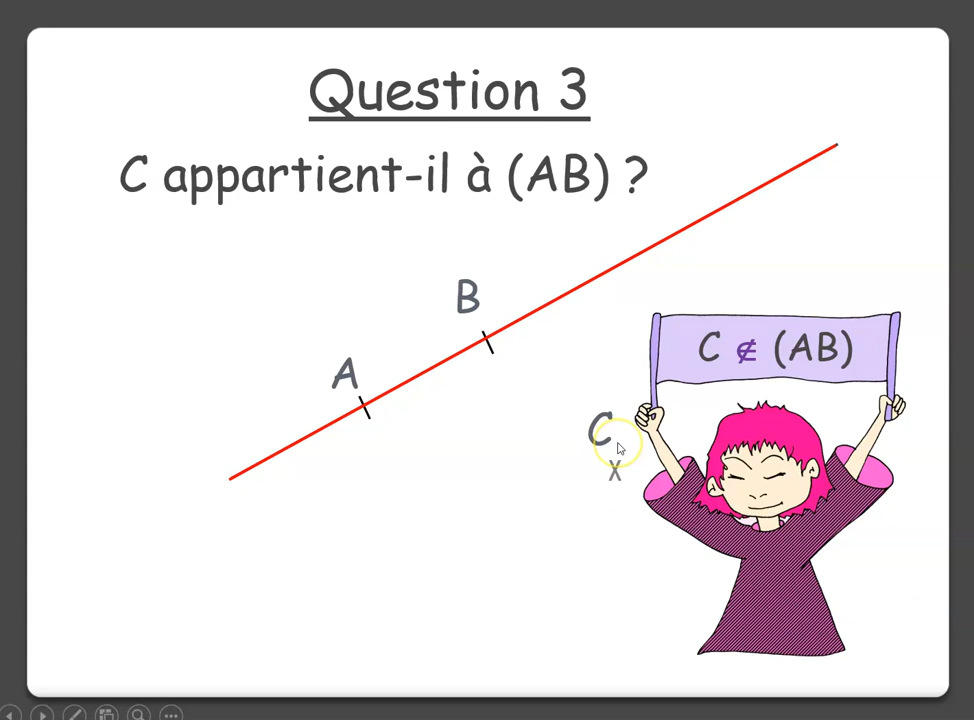 Question 3
C appartient-il à (AB) ?
B
C ∉ (AB)
A
C